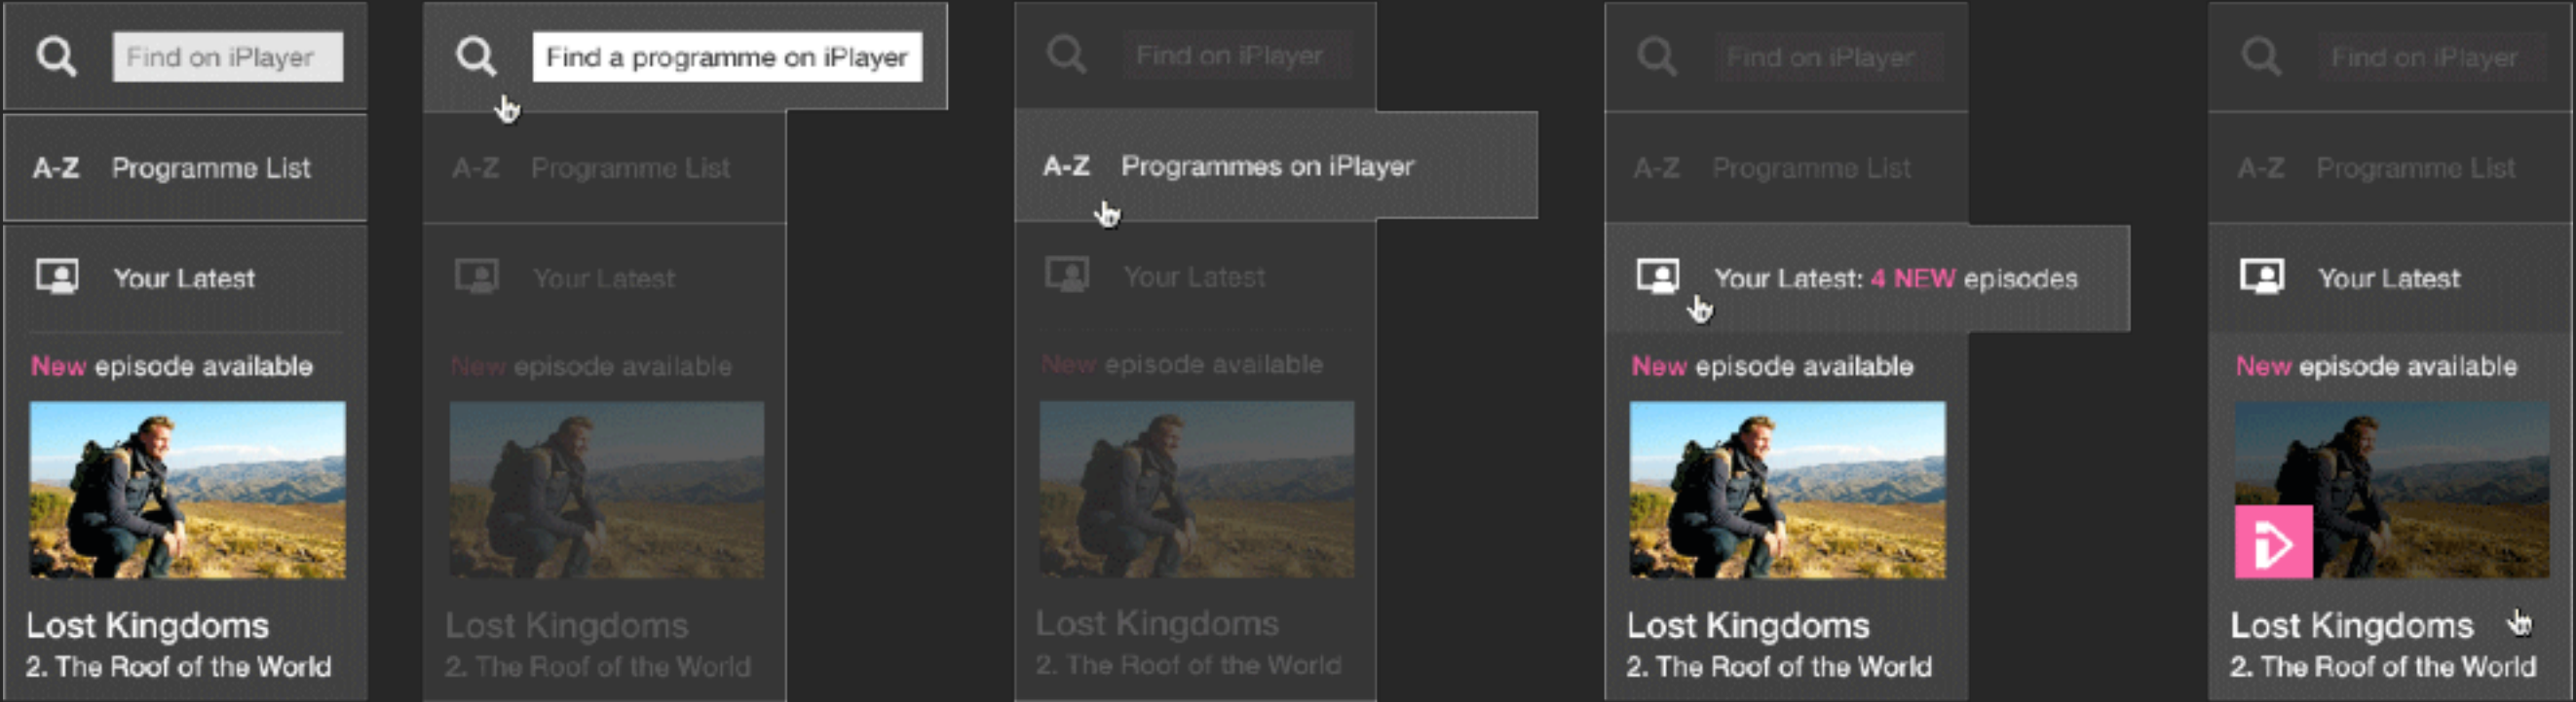 Find on iPlayer
A-Z Programme List
Your Latest
New episode available
Lost Kingdoms
2. The Roof of the World
Find a programme on iPlayer
A-Z Programme List
Your Latest
New episode available
Lost Kingdoms
2. The Roof of the World
Find on iPlayer
A-Z Programmes on iPlayer
Your Latest
New episode available
Lost Kingdoms
2. The Roof of the World
Find on iPlayer
A-Z Programme List
Your Latest: 4 NEW episodes
New episode available
Lost Kingdoms
2. The Roof of the World
Find on iPlayer
A-Z Programme List
Your Latest
New episode available
Lost Kingdoms
2. The Roof of the World